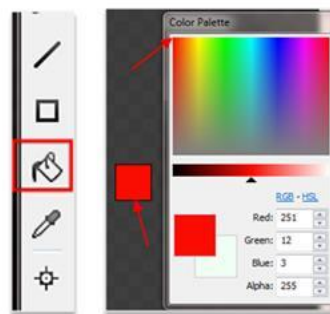 Color Palette
RGB - HSL
Red: 251
Green: 12
Blue: 3
Alpha: 255